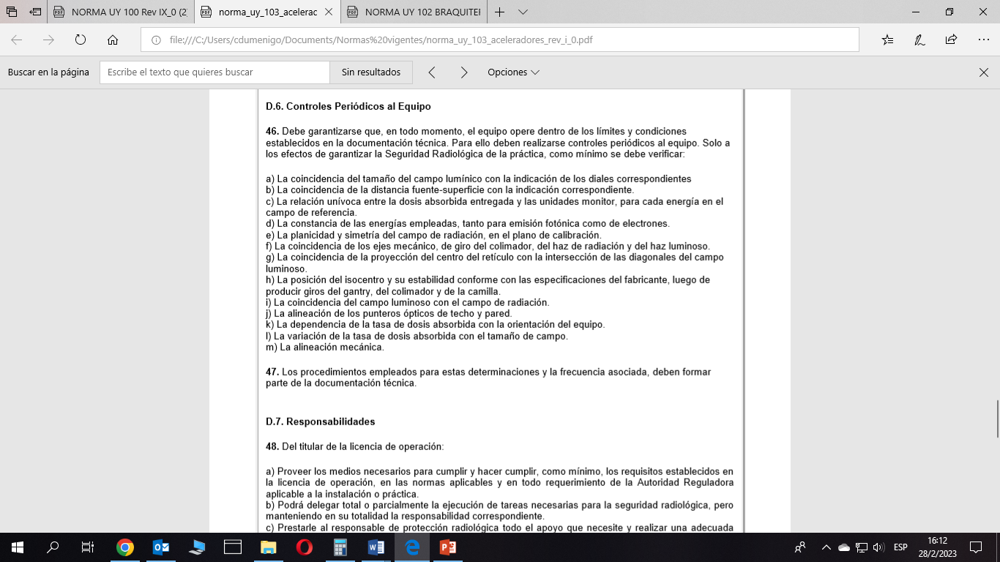 NORMA UY 100 Rev IX_0 (2)
norma_uy_103_acelerac
NORMA UY 102 BRAQUITE
file:///C:/Users/cdumenigo/Documents/Normas%20vigentes/norma_uy_103_aceleradores_rev_i_0.pdf
Buscar en la página
Escribe el texto que quieres buscar
Sin resultados
Opciones
D.6. Controles Periódicos al Equipo
46. Debe garantizarse que, en todo momento, el equipo opere dentro de los límites y condiciones
establecidos en la documentación técnica. Para ello deben realizarse controles periódicos al equipo. Solo a
los efectos de garantizar la Seguridad Radiológica de la práctica, como mínimo se debe verificar:
a) La coincidencia del tamaño del campo lumínico con la indicación de los diales correspondientes
b) La coincidencia de la distancia fuente-superficie con la indicación correspondiente.
c) La relación unívoca entre la dosis absorbida entregada y las unidades monitor, para cada energía en el
campo de referencia.
d) La constancia de las energías empleadas, tanto para emisión fotónica como de electrones.
e) La planicidad y simetría del campo de radiación, en el plano de calibración.
f) La coincidencia de los ejes mecánico, de giro del colimador, del haz de radiación y del haz luminoso.
g) La coincidencia de la proyección del centro del retículo con la intersección de las diagonales del campo
luminoso.
h) La posición del isocentro y su estabilidad conforme con las especificaciones del fabricante, luego de
producir giros del gantry, del colimador y de la camilla.
i) La coincidencia del campo luminoso con el campo de radiación.
j) La alineación de los punteros ópticos de techo y pared.
k) La dependencia de la tasa de dosis absorbida con la orientación del equipo.
l) La variación de la tasa de dosis absorbida con el tamaño de campo.
m) La alineación mecánica.
47. Los procedimientos empleados para estas determinaciones y la frecuencia asociada, deben formar
parte de la documentación técnica.
D.7. Responsabilidades
48. Del titular de la licencia de operación:
a) Proveer los medios necesarios para cumplir y hacer cumplir, como mínimo, los requisitos establecidos en
la licencia de operación, en las normas aplicables y en todo requerimiento de la Autoridad Reguladora
aplicable a la instalación o práctica.
b) Podrá delegar total o parcialmente la ejecución de tareas necesarias para la seguridad radiológica, pero
manteniendo en su totalidad la responsabilidad correspondiente.
c) Prestarle al responsable de protección radiológica todo el apoyo que necesite y realizar una adecuada
ESP
16:12
28/2/2023